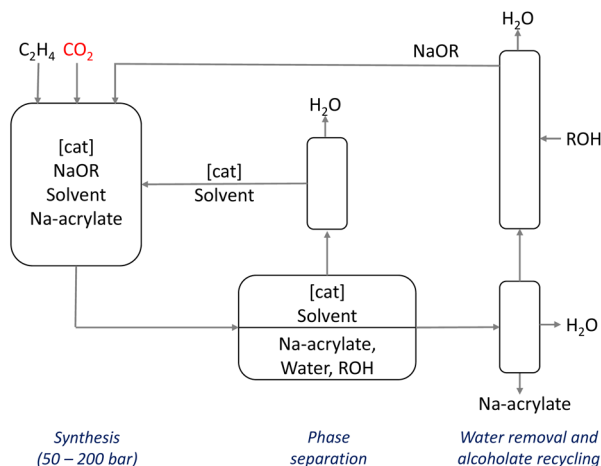 H₂O
C₂H₄ CO₂
NaOR
H₂O
ROH
[cat]
NaOR
Solvent
Na-acrylate
[cat]
Solvent
[cat]
Solvent
Na-acrylate,
Water, ROH
H₂O
Na-acrylate
Synthesis
(50 – 200 bar)
Phase
separation
Water removal and
alcoholate recycling